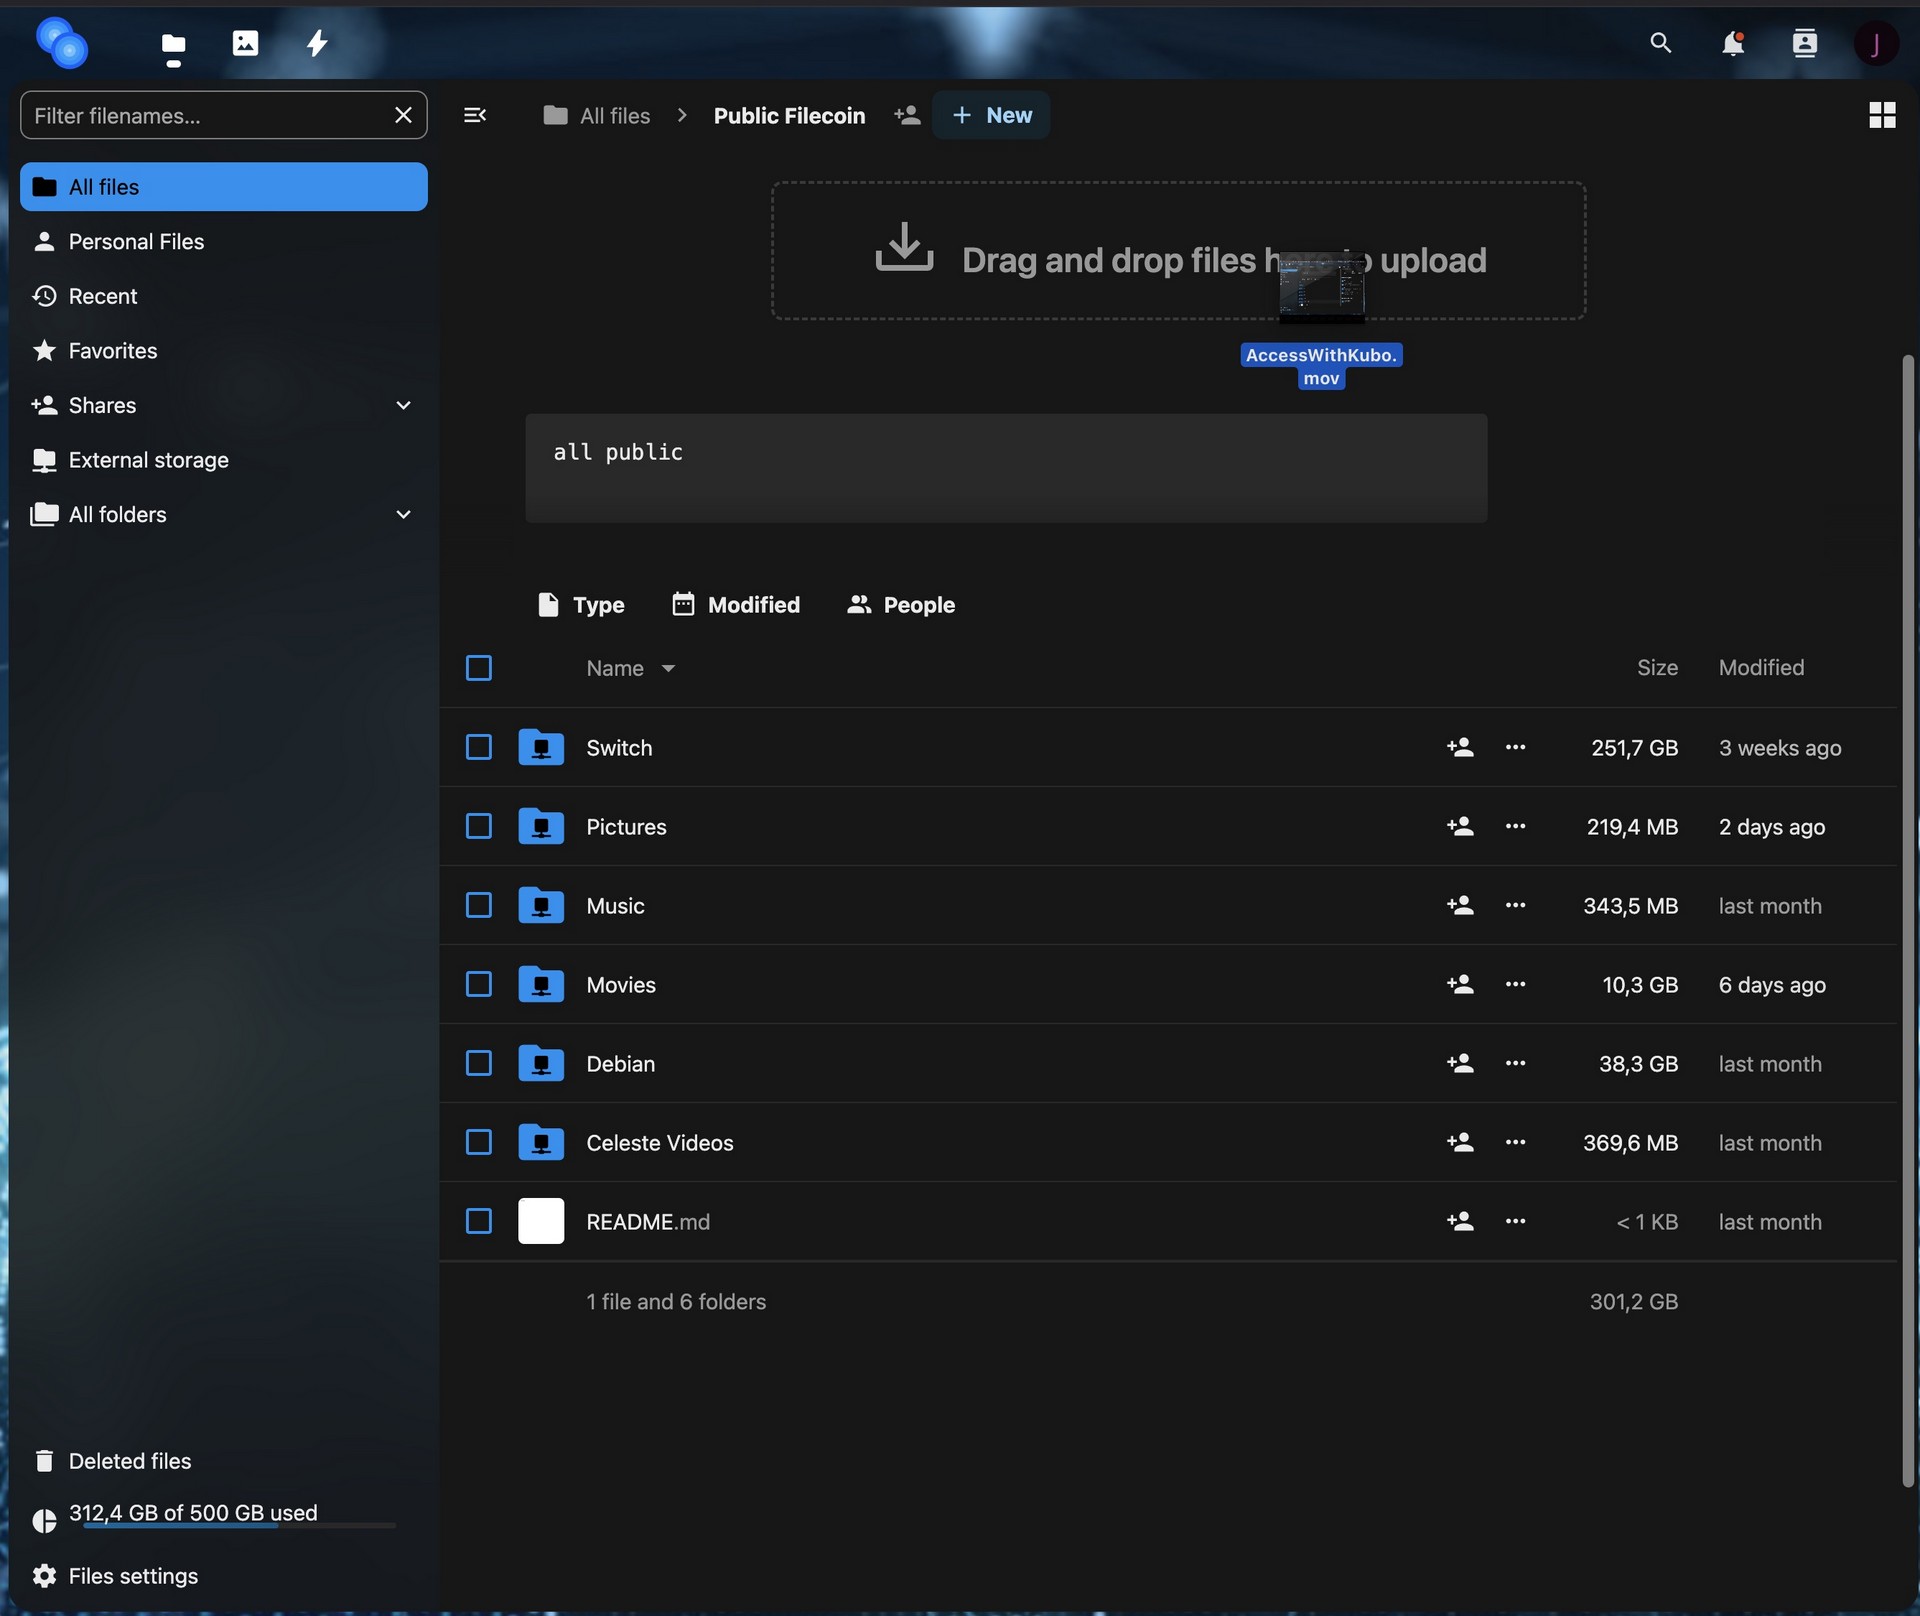 J
Filter filenames...
All files
Public Filecoin
+ New
All files
Personal Files
Recent
Favorites
Shares
External storage
All folders
Drag and drop files here to upload
AccessWithKubo.
mov
all public
Type
Modified
People
Name
Size
Modified
Switch
251,7 GB
3 weeks ago
Pictures
219,4 MB
2 days ago
Music
343,5 MB
last month
Movies
10,3 GB
6 days ago
Debian
38,3 GB
last month
Celeste Videos
369,6 MB
last month
README.md
< 1 KB
last month
1 file and 6 folders
301,2 GB
Deleted files
312,4 GB of 500 GB used
Files settings